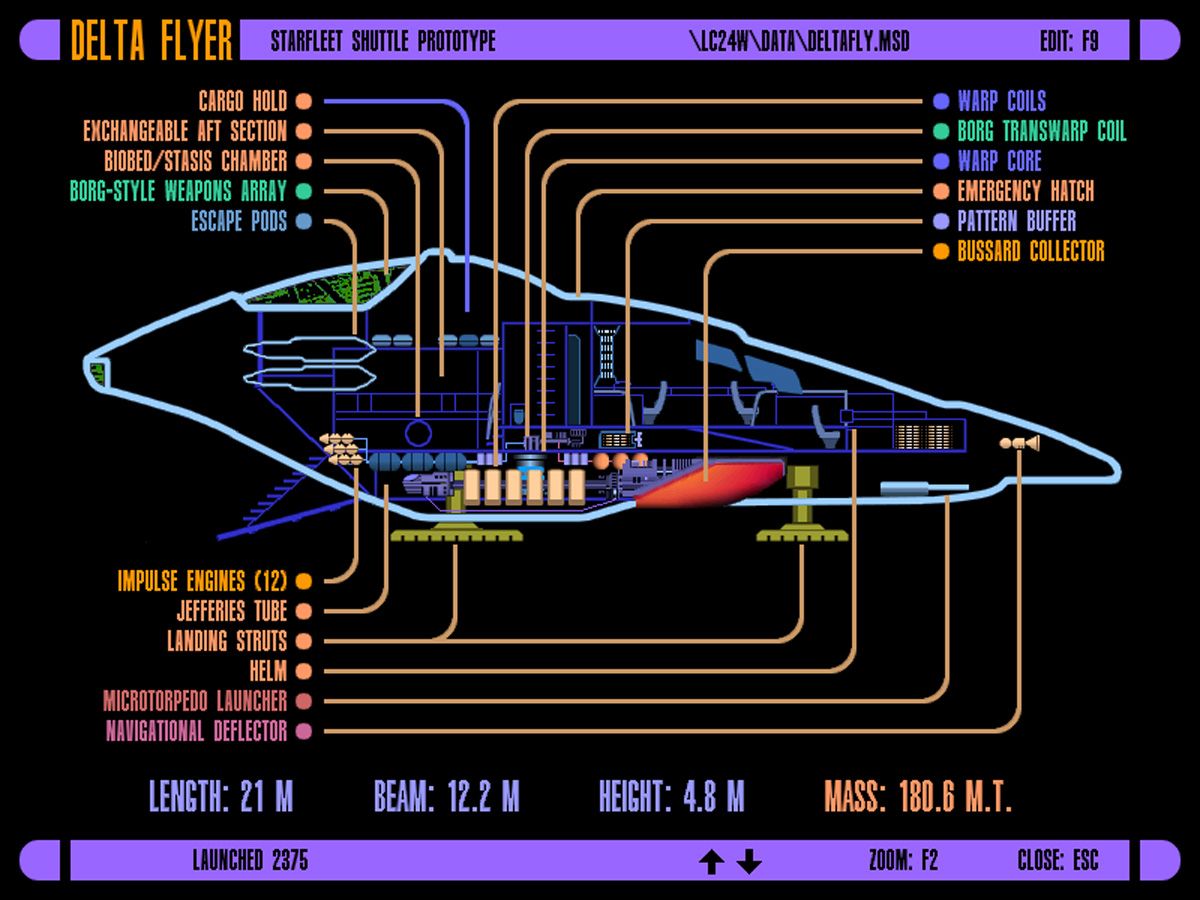 DELTA FLYER
STARFLEET SHUTTLE PROTOTYPE
\LC24W\DATA\DELTAFLY.MSD
EDIT: F9
CARGO HOLD
EXCHANGEABLE AFT SECTION
BIOBED/STASIS CHAMBER
BORG-STYLE WEAPONS ARRAY
ESCAPE PODS
WARP COILS
BORG TRANSWARP COIL
WARP CORE
EMERGENCY HATCH
PATTERN BUFFER
BUSSARD COLLECTOR
IMPULSE ENGINES (12)
JEFFERIES TUBE
LANDING STRUTS
HELM
MICROTORPEDO LAUNCHER
NAVIGATIONAL DEFLECTOR
LENGTH: 21 M
BEAM: 12.2 M
HEIGHT: 4.8 M
MASS: 180.6 M.T.
LAUNCHED 2375
ZOOM: F2
CLOSE: ESC